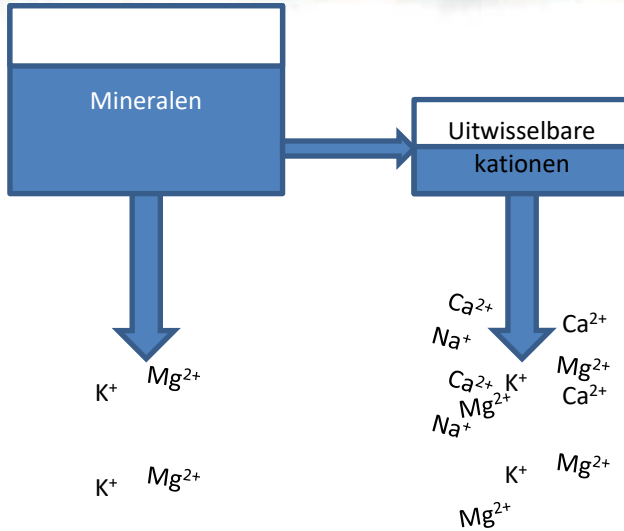 Mineralen
Uitwisselbare
kationen
Ca²⁺
Ca²⁺
Na⁺
Mg²⁺
K⁺
Mg²⁺
Ca²⁺
K⁺
Ca²⁺
Mg²⁺
Na⁺
K⁺
Mg²⁺
K⁺
Mg²⁺
Mg²⁺